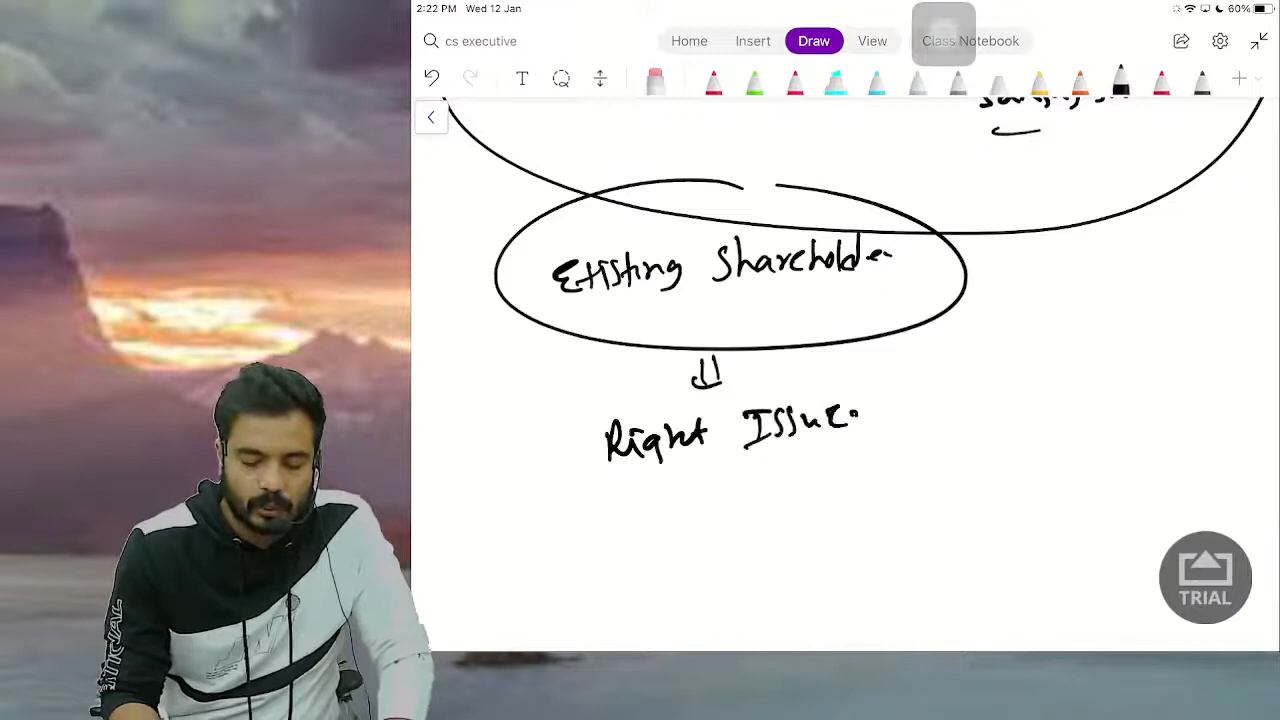 2:22 PM Wed 12 Jan
60%
cs executive
Home Insert Draw View Class Notebook
T
Existing Shareholder
Right Issue.
TRIAL